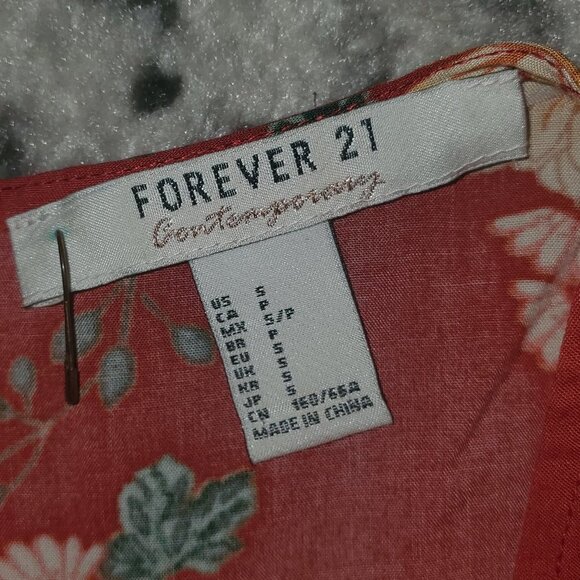 FOREVER 21
Contemporary
US S
CA P
MX S/P
BR P
EU S
UK S
KR S
JP S
CN 160/66A
MADE IN CHINA